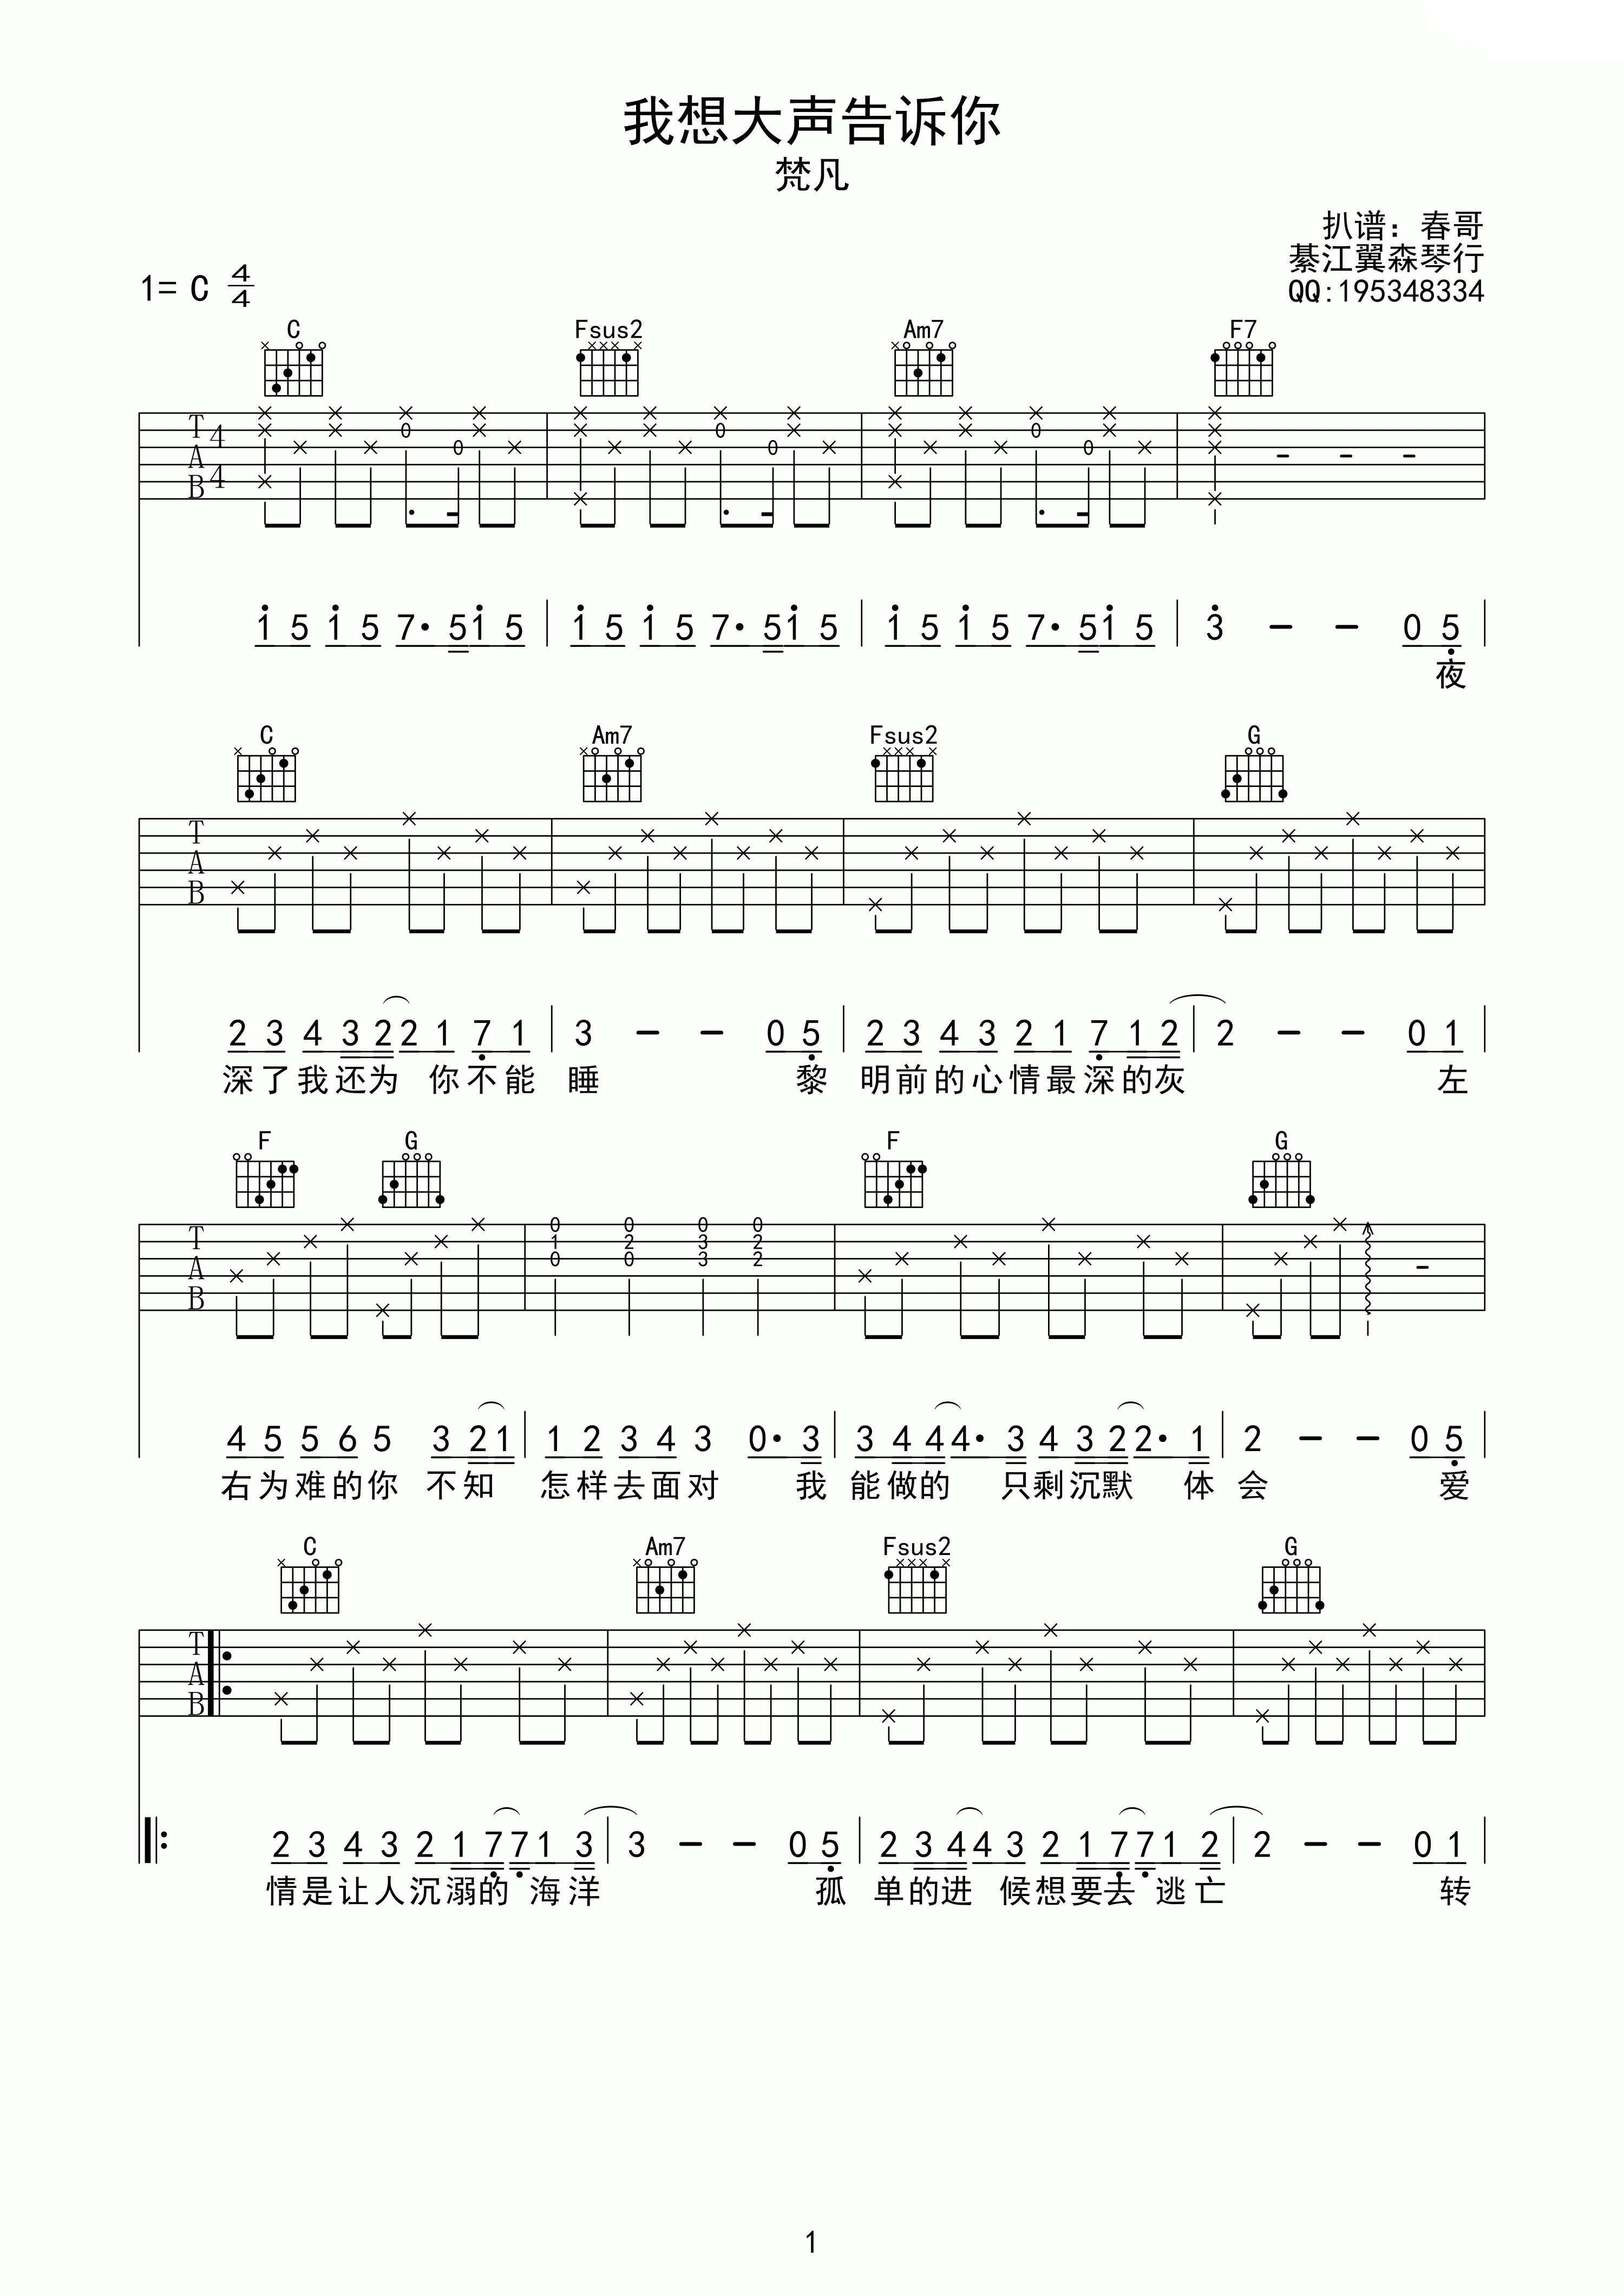 我想大声告诉你
梵凡
扒谱：春哥
綦江翼森琴行
QQ:195348334
1= C 4/4
C Fsus2 Am7 F7
T A B 4 4
0 0 0 0 0 0 - - -
1 5 1 5 7· 5 1 5 | 1 5 1 5 7· 5 1 5 | 1 5 1 5 7· 5 1 5 | 3 - - 0 5
夜
C Am7 Fsus2 G
T A B
2 3 4 3 2 2 1 7 1 | 3 - - 0 5 | 2 3 4 3 2 1 7 1 2 | 2 - - 0 1
深了我还为 你不能 睡 黎 明前的心情最深的灰 左
F G F G
T A B
0 0 0 0
1 2 3 2
0 0 3 2 -
4 5 5 6 5 3 2 1 | 1 2 3 4 3 0· 3 | 3 4 4 4· 3 4 3 2 2· 1 | 2 - - 0 5
右为难的你 不知 怎样去面对 我 能做的 只剩沉默 体 会 爱
C Am7 Fsus2 G
T A B
2 3 4 3 2 1 7 7 1 3 | 3 - - 0 5 | 2 3 4 4 3 2 1 7 7 1 2 | 2 - - 0 1
情是让人沉溺的 海洋 孤 单的进 候想要去 逃亡 转
1